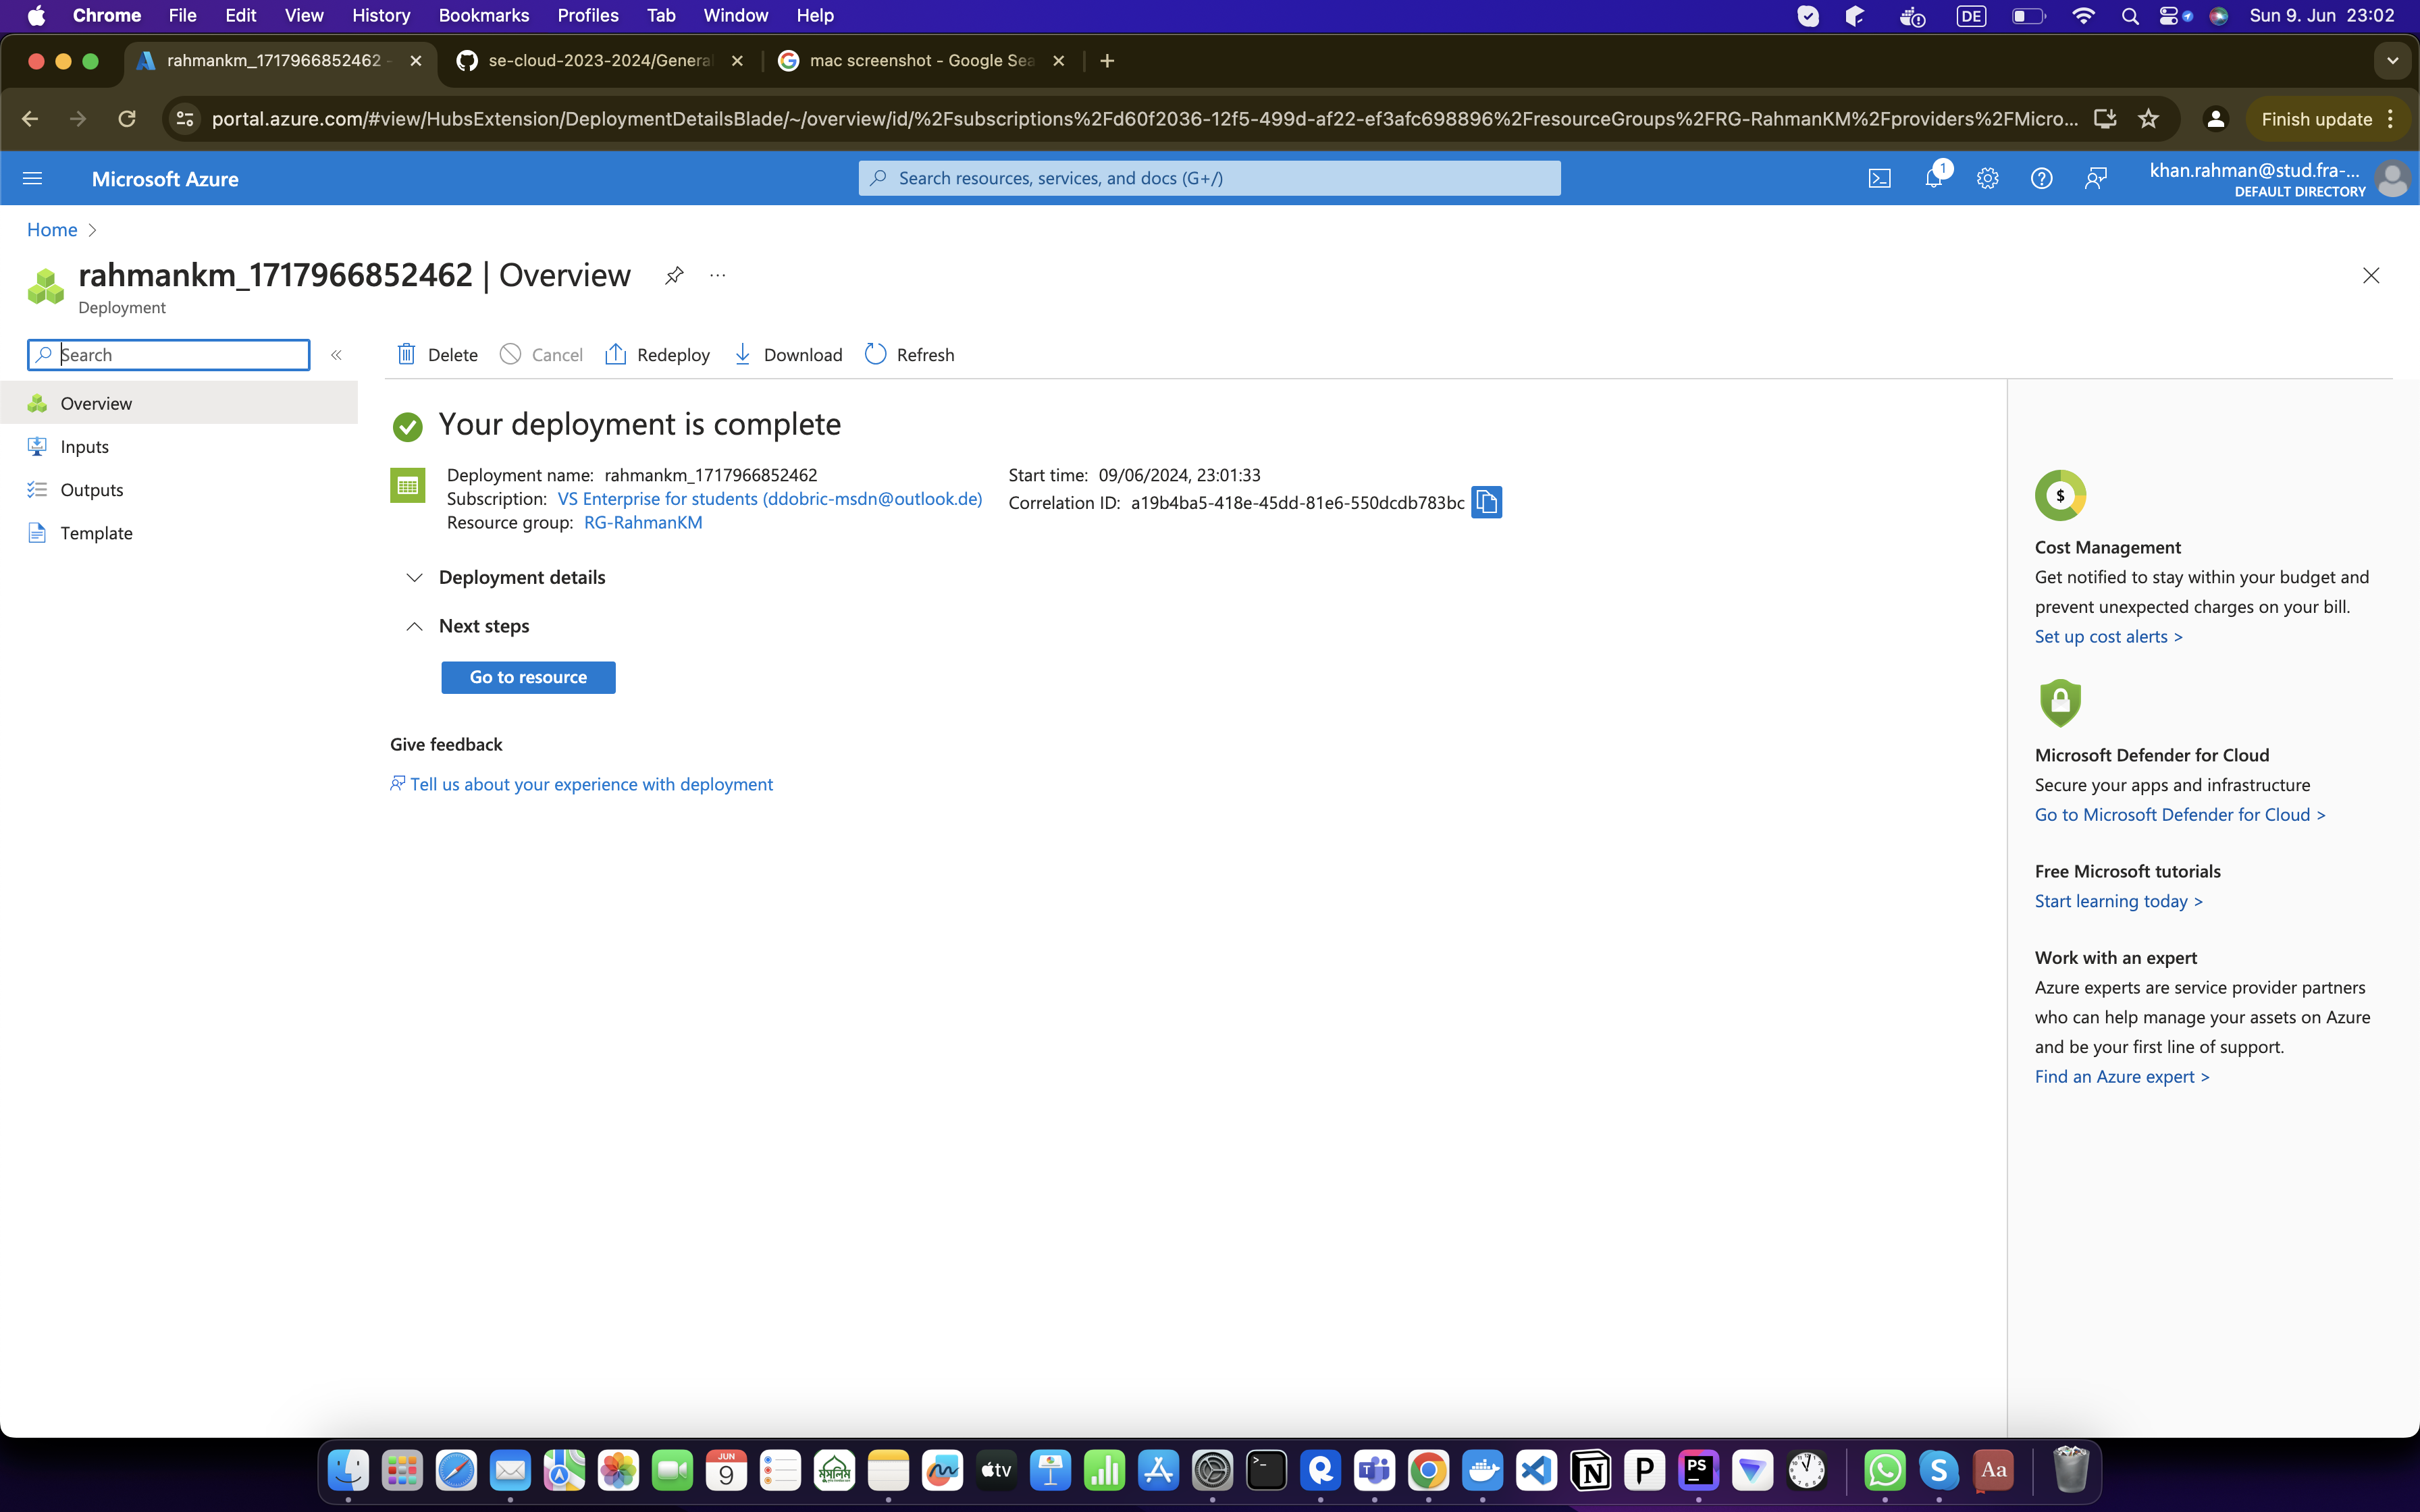 Chrome File Edit View History Bookmarks Profiles Tab Window Help DE Sun 9. Jun 23:02
rahmankm_1717966852462 - se-cloud-2023-2024/General mac screenshot - Google Sea
portal.azure.com/#view/HubsExtension/DeploymentDetailsBlade/~/overview/id/%2Fsubscriptions%2Fd60f2036-12f5-499d-af22-ef3afc698896%2FresourceGroups%2FRG-RahmanKM%2Fproviders%2FMicro... Finish update
Microsoft Azure Search resources, services, and docs (G+/) 1 khan.rahman@stud.fra-...
DEFAULT DIRECTORY
Home >
rahmankm_1717966852462 | Overview ...
Deployment
Search « Delete Cancel Redeploy Download Refresh
Overview
Inputs
Outputs
Template
Your deployment is complete
Deployment name: rahmankm_1717966852462
Subscription: VS Enterprise for students (ddobric-msdn@outlook.de)
Resource group: RG-RahmanKM
Start time: 09/06/2024, 23:01:33
Correlation ID: a19b4ba5-418e-45dd-81e6-550dcdb783bc
Deployment details
Next steps
Go to resource
Give feedback
Tell us about your experience with deployment
$
Cost Management
Get notified to stay within your budget and
prevent unexpected charges on your bill.
Set up cost alerts >
Microsoft Defender for Cloud
Secure your apps and infrastructure
Go to Microsoft Defender for Cloud >
Free Microsoft tutorials
Start learning today >
Work with an expert
Azure experts are service provider partners
who can help manage your assets on Azure
and be your first line of support.
Find an Azure expert >
JUN
9
মুসলিম
tv
N
P
PS
S
Aa